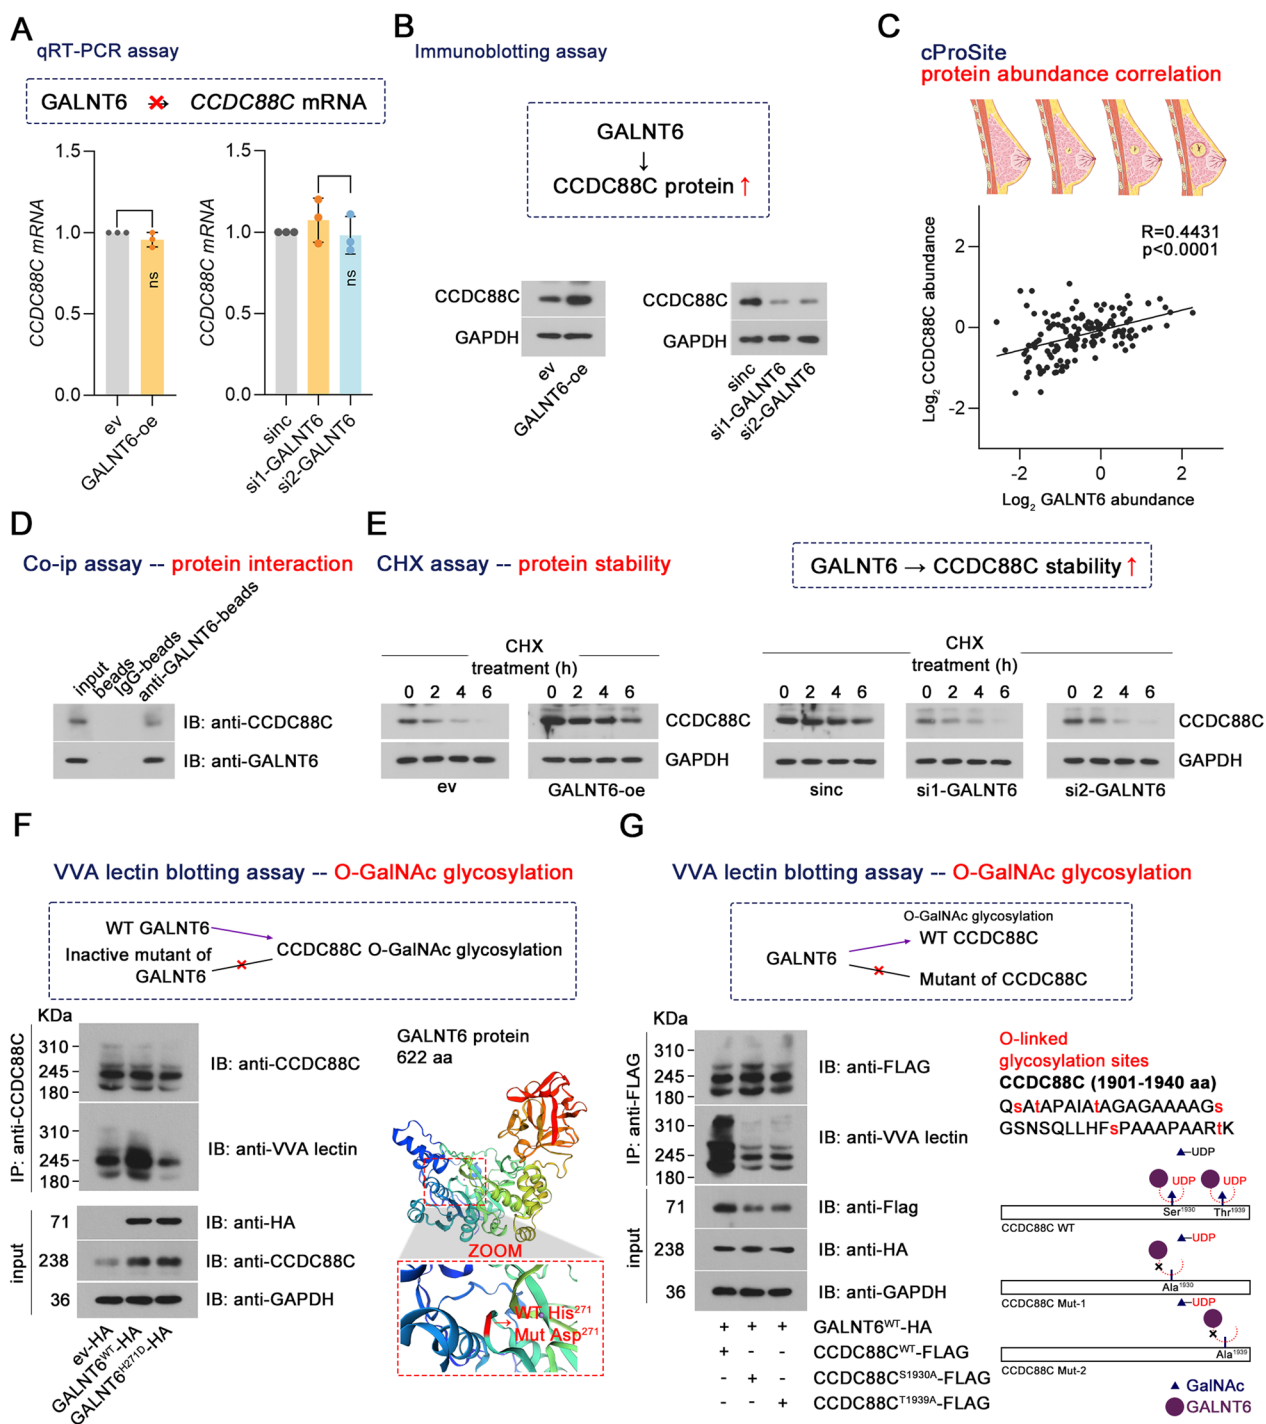 A
qRT-PCR assay
GALNT6 CCDC88C mRNA
CCDC88C mRNA
1.5
1.0
0.5
0.0
ns
ev
GALNT6-oe
CCDC88C mRNA
1.5
1.0
0.5
0.0
ns
sinc
si1-GALNT6
si2-GALNT6
B
Immunoblotting assay
GALNT6
↓
CCDC88C protein ↑
CCDC88C
GAPDH
ev
GALNT6-oe
CCDC88C
GAPDH
sinc
si1-GALNT6
si2-GALNT6
C
cProSite
protein abundance correlation
R=0.4431
p<0.0001
Log2 CCDC88C abundance
2
0
-2
-2 0 2
Log2 GALNT6 abundance
D
Co-ip assay -- protein interaction
input
beads
IgG-beads
anti-GALNT6-beads
IB: anti-CCDC88C
IB: anti-GALNT6
E
CHX assay -- protein stability
GALNT6 → CCDC88C stability ↑
CHX
treatment (h)
0 2 4 6 0 2 4 6
CCDC88C
GAPDH
ev GALNT6-oe
CHX
treatment (h)
0 2 4 6 0 2 4 6 0 2 4 6
CCDC88C
GAPDH
sinc si1-GALNT6 si2-GALNT6
F
VVA lectin blotting assay -- O-GalNAc glycosylation
WT GALNT6
Inactive mutant of
GALNT6
CCDC88C O-GalNAc glycosylation
KDa
IP: anti-CCDC88C
310
245
180
IB: anti-CCDC88C
310
245
180
IB: anti-VVA lectin
input
71
IB: anti-HA
238
IB: anti-CCDC88C
36
IB: anti-GAPDH
ev-HA
GALNT6WT-HA
GALNT6H271D-HA
GALNT6 protein
622 aa
ZOOM
WT His271
Mut Asp271
G
VVA lectin blotting assay -- O-GalNAc glycosylation
O-GalNAc glycosylation
WT CCDC88C
GALNT6
Mutant of CCDC88C
KDa
IP: anti-FLAG
310
245
180
IB: anti-FLAG
310
245
180
IB: anti-VVA lectin
input
71
IB: anti-Flag
238
IB: anti-HA
36
IB: anti-GAPDH
+ + + GALNT6WT-HA
+ - - CCDC88CWT-FLAG
- + - CCDC88CS1930A-FLAG
- - + CCDC88CT1939A-FLAG
O-linked
glycosylation sites
CCDC88C (1901-1940 aa)
QsAtAPAIAtAGAGAAAAGs
GSNSQLLHFsPAAAPAARtK
UDP
UDP UDP
Ser1930 Thr1939
CCDC88C WT
UDP
Ala1930
CCDC88C Mut-1
UDP
Ala1939
CCDC88C Mut-2
GalNAc
GALNT6